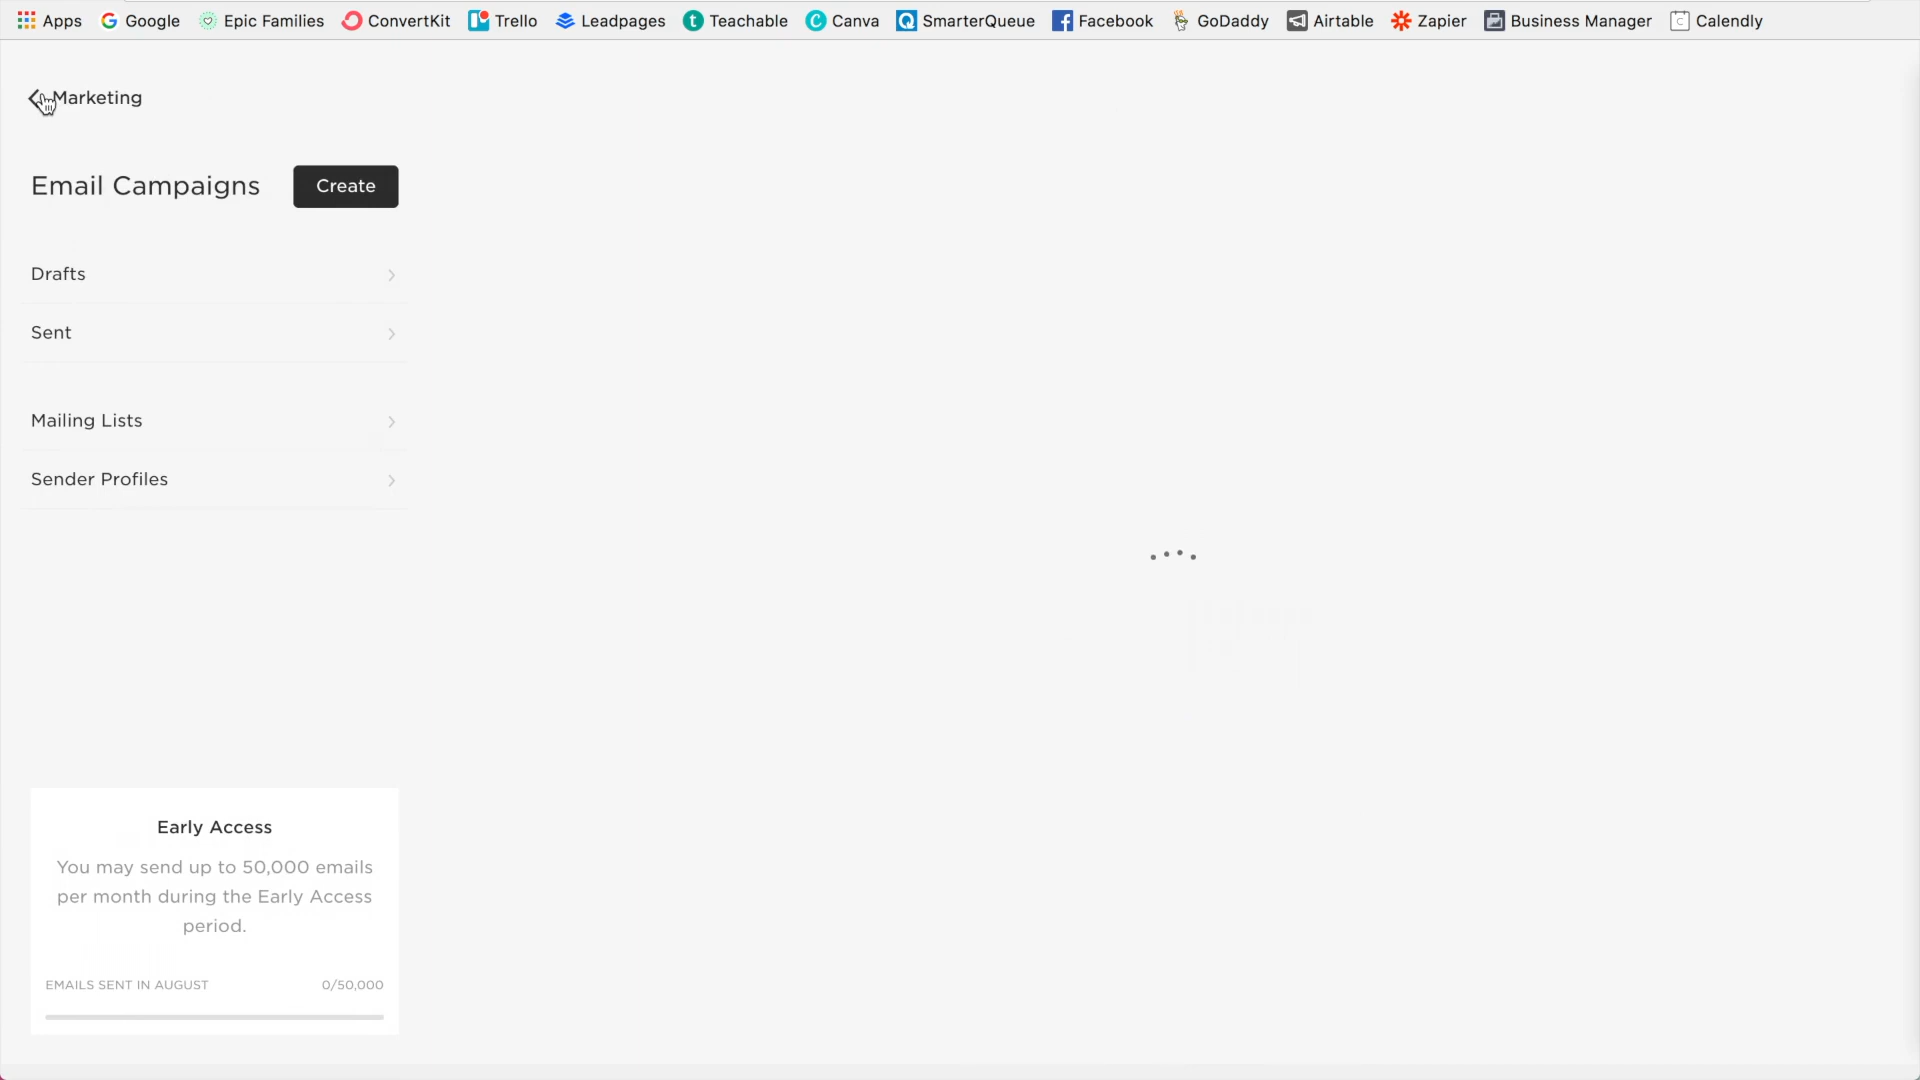 Apps Google Epic Families ConvertKit Trello Leadpages Teachable Canva SmarterQueue Facebook GoDaddy Airtable Zapier Business Manager Calendly
Marketing
Email Campaigns Create
Drafts
Sent
Mailing Lists
Sender Profiles
Early Access
You may send up to 50,000 emails
per month during the Early Access
period.
EMAILS SENT IN AUGUST 0/50,000